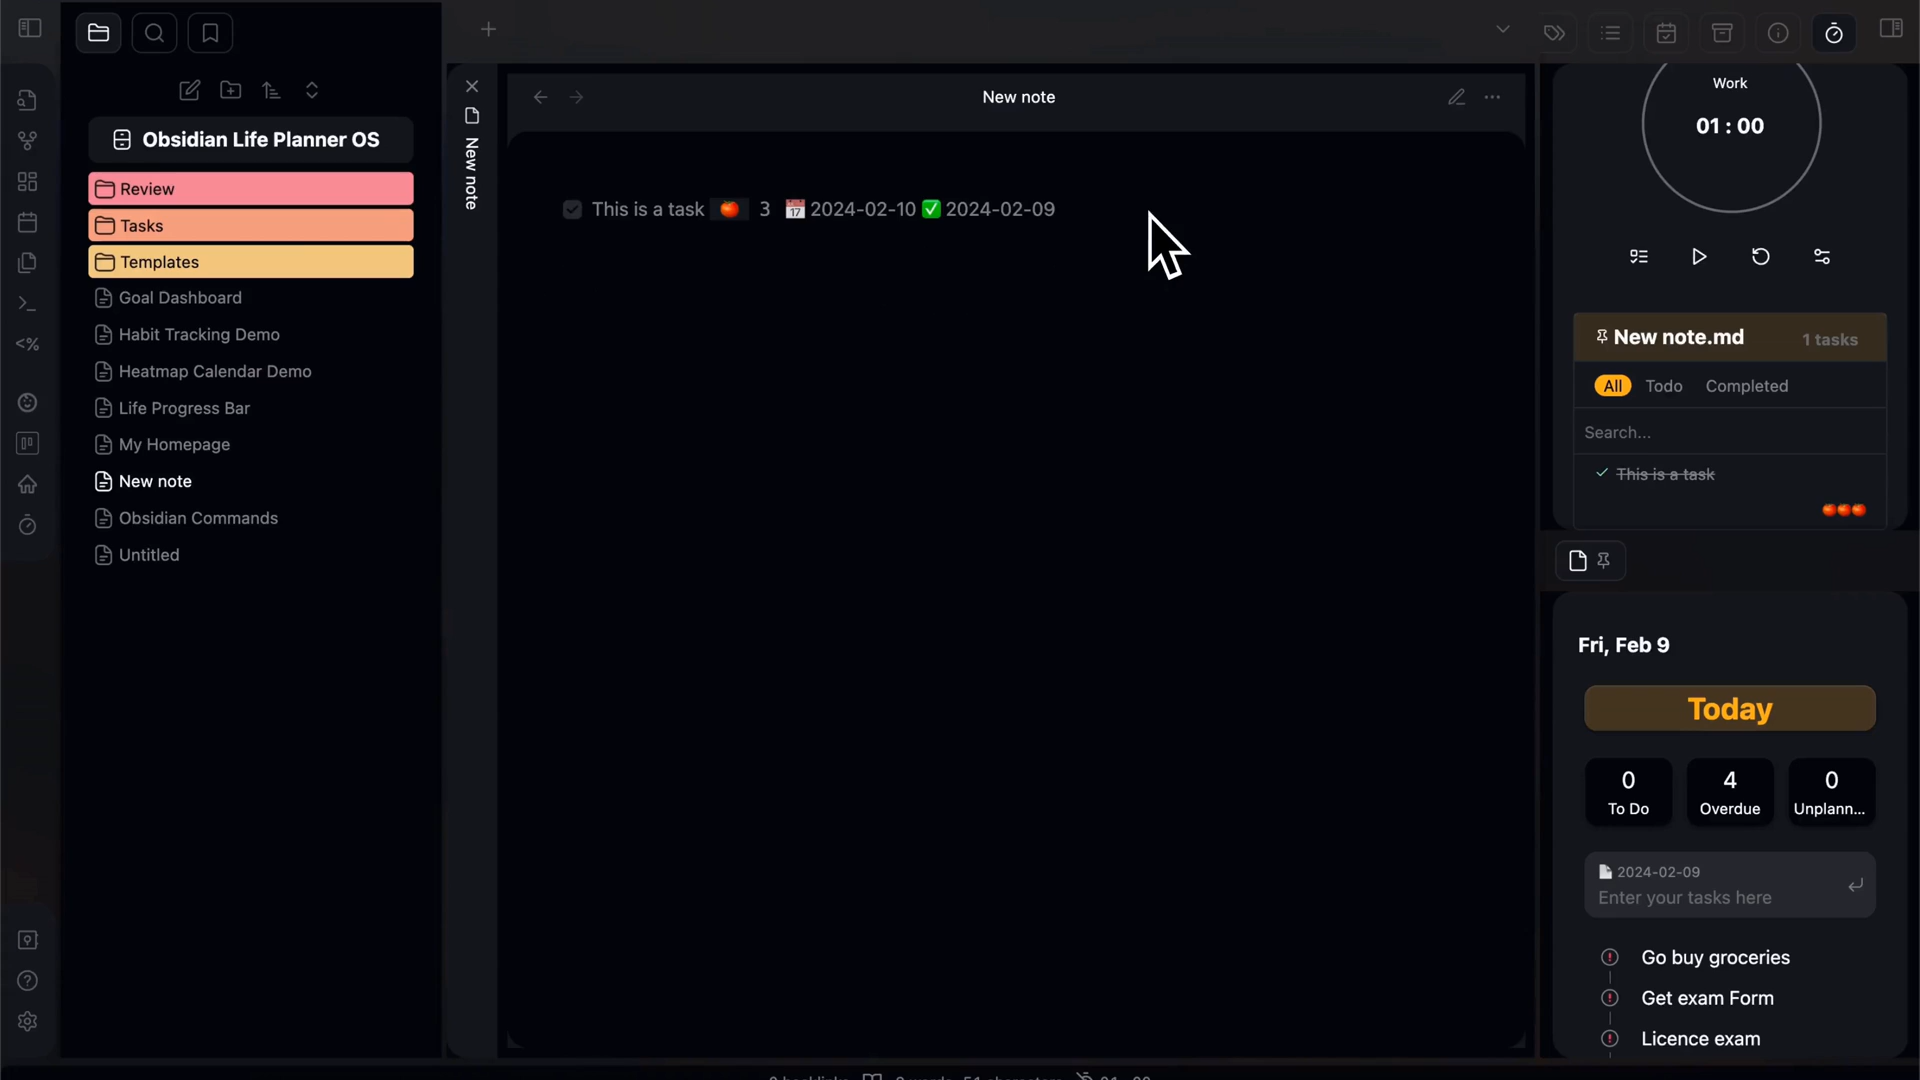 Obsidian Life Planner OS
Review
Tasks
Templates
Goal Dashboard
Habit Tracking Demo
Heatmap Calendar Demo
Life Progress Bar
My Homepage
New note
Obsidian Commands
Untitled
<%
New note
New note
This is a task 🍅 3 📅 2024-02-10 ✅ 2024-02-09
Work
01 : 00
New note.md 1 tasks
All Todo Completed
Search...
This is a task
🍅🍅🍅
Fri, Feb 9
Today
0 4 0
To Do Overdue Unplann...
2024-02-09
Enter your tasks here
Go buy groceries
Get exam Form
Licence exam